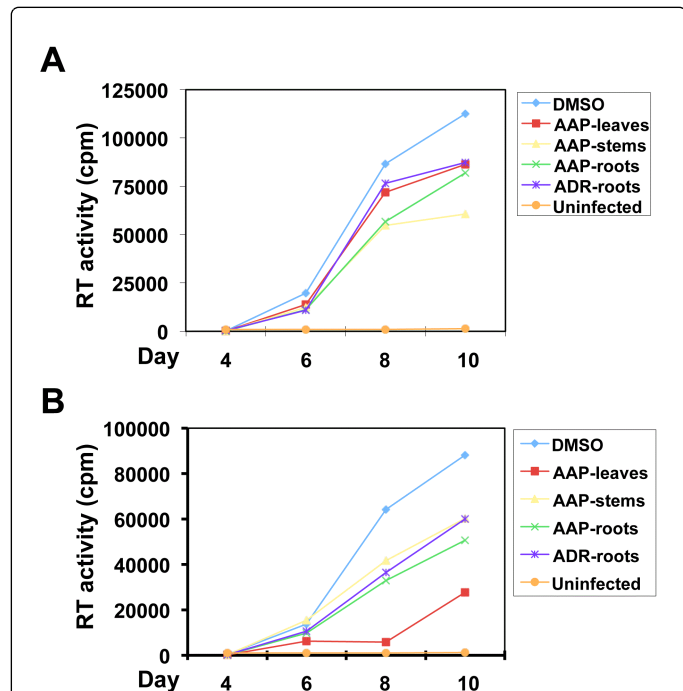 A
125000
100000
75000
50000
25000
0
RT activity (cpm)
Day
4 6 8 10
DMSO
AAP-leaves
AAP-stems
AAP-roots
ADR-roots
Uninfected
B
100000
80000
60000
40000
20000
0
RT activity (cpm)
Day
4 6 8 10
DMSO
AAP-leaves
AAP-stems
AAP-roots
ADR-roots
Uninfected